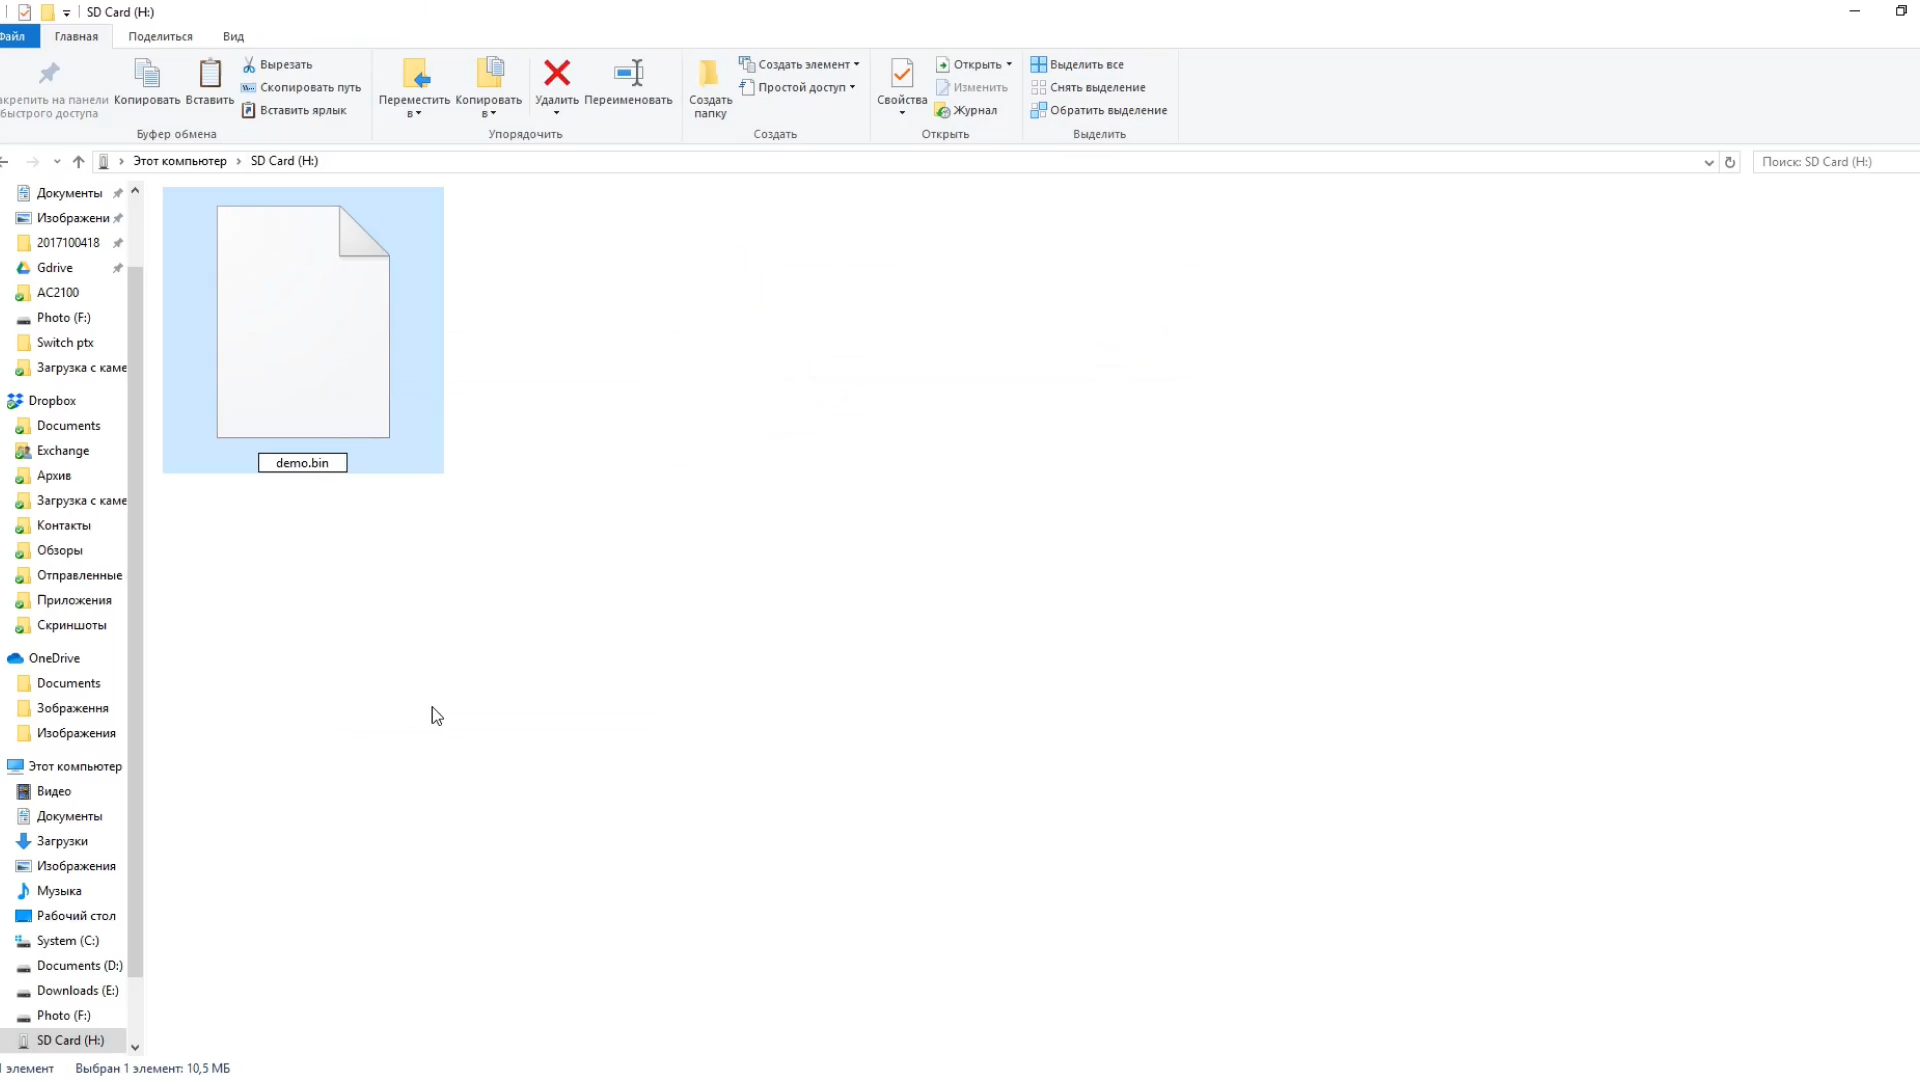 SD Card (H:)
Файл
Главная
Поделиться
Вид
Вырезать
Скопировать путь
Вставить ярлык
акрепить на панели
быстрого доступа
Копировать
Вставить
Буфер обмена
Переместить
в
Копировать
в
Удалить
Переименовать
Упорядочить
Создать
папку
Создать элемент
Простой доступ
Создать
Свойства
Открыть
Изменить
Журнал
Открыть
Выделить все
Снять выделение
Обратить выделение
Выделить
Этот компьютер
SD Card (H:)
Поиск: SD Card (H:)
Документы
Изображени
2017100418
Gdrive
AC2100
Photo (F:)
Switch ptx
Загрузка с каме
Dropbox
Documents
Exchange
Архив
Загрузка с каме
Контакты
Обзоры
Отправленные
Приложения
Скриншоты
OneDrive
Documents
Зображення
Изображения
Этот компьютер
Видео
Документы
Загрузки
Изображения
Музыка
Рабочий стол
System (C:)
Documents (D:)
Downloads (E:)
Photo (F:)
SD Card (H:)
demo.bin
элемент
Выбран 1 элемент: 10,5 МБ